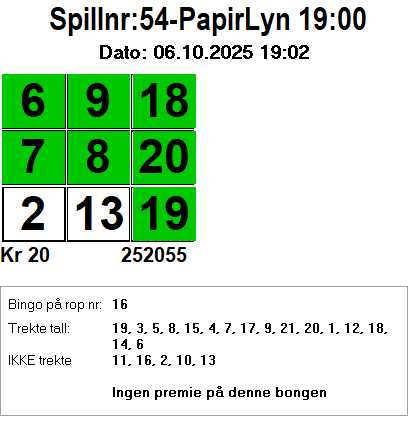 Spillnr:54-PapirLyn 19:00
Dato: 06.10.2025 19:02
6 9 18
7 8 20
2 13 19
Kr 20 252055
Bingo på rop nr: 16
Trekte tall: 19, 3, 5, 8, 15, 4, 7, 17, 9, 21, 20, 1, 12, 18,
14, 6
IKKE trekte 11, 16, 2, 10, 13
Ingen premie på denne bongen